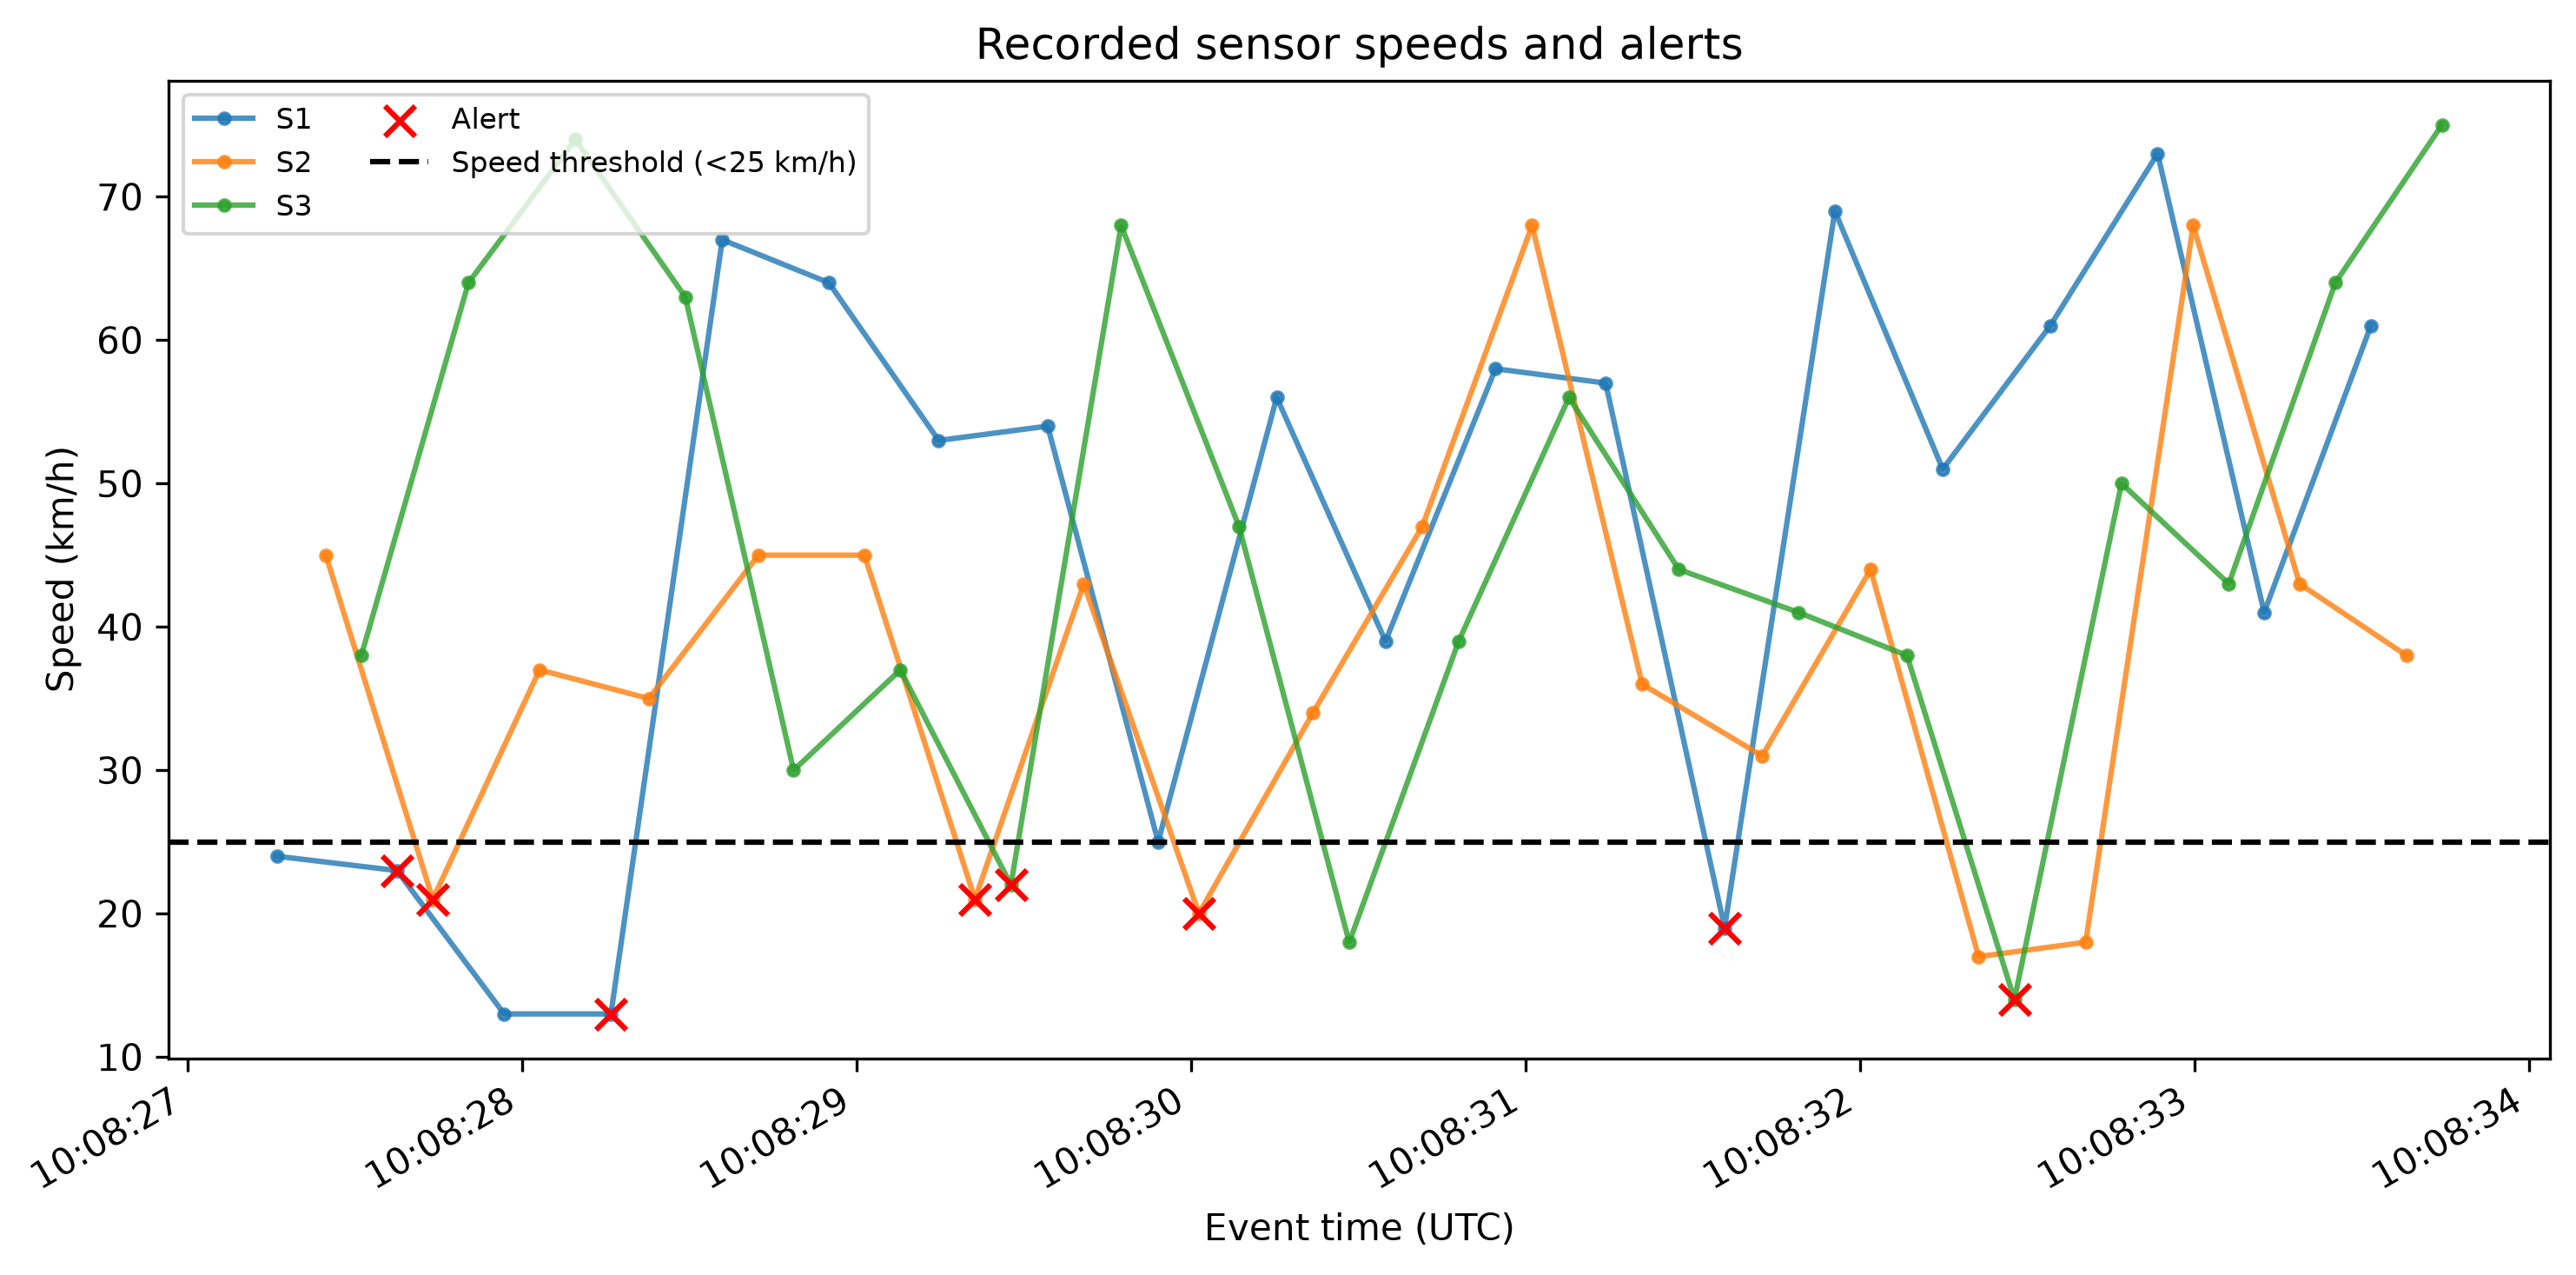 Recorded sensor speeds and alerts
S1
S2
S3
Alert
Speed threshold (<25 km/h)
Speed (km/h)
70
60
50
40
30
20
10
10:08:27
10:08:28
10:08:29
10:08:30
10:08:31
10:08:32
10:08:33
10:08:34
Event time (UTC)